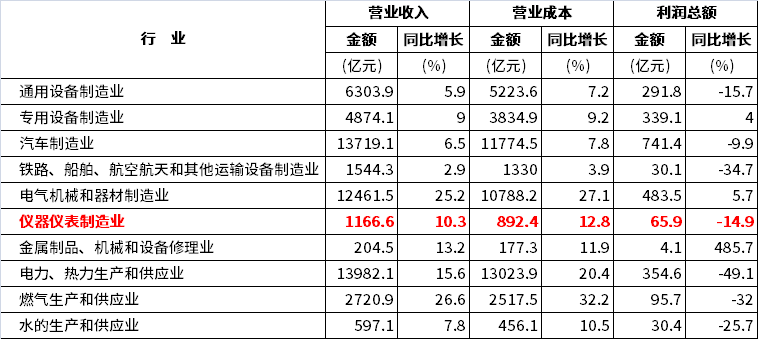 行 业 营业收入 营业成本 利润总额
金额 同比增长 金额 同比增长 金额 同比增长
(亿元) (%) (亿元) (%) (亿元) (%)
通用设备制造业 6303.9 5.9 5223.6 7.2 291.8 -15.7
专用设备制造业 4874.1 9 3834.9 9.2 339.1 4
汽车制造业 13719.1 6.5 11774.5 7.8 741.4 -9.9
铁路、船舶、航空航天和其他运输设备制造业 1544.3 2.9 1330 3.9 30.1 -34.7
电气机械和器材制造业 12461.5 25.2 10788.2 27.1 483.5 5.7
仪器仪表制造业 1166.6 10.3 892.4 12.8 65.9 -14.9
金属制品、机械和设备修理业 204.5 13.2 177.3 11.9 4.1 485.7
电力、热力生产和供应业 13982.1 15.6 13023.9 20.4 354.6 -49.1
燃气生产和供应业 2720.9 26.6 2517.5 32.2 95.7 -32
水的生产和供应业 597.1 7.8 456.1 10.5 30.4 -25.7